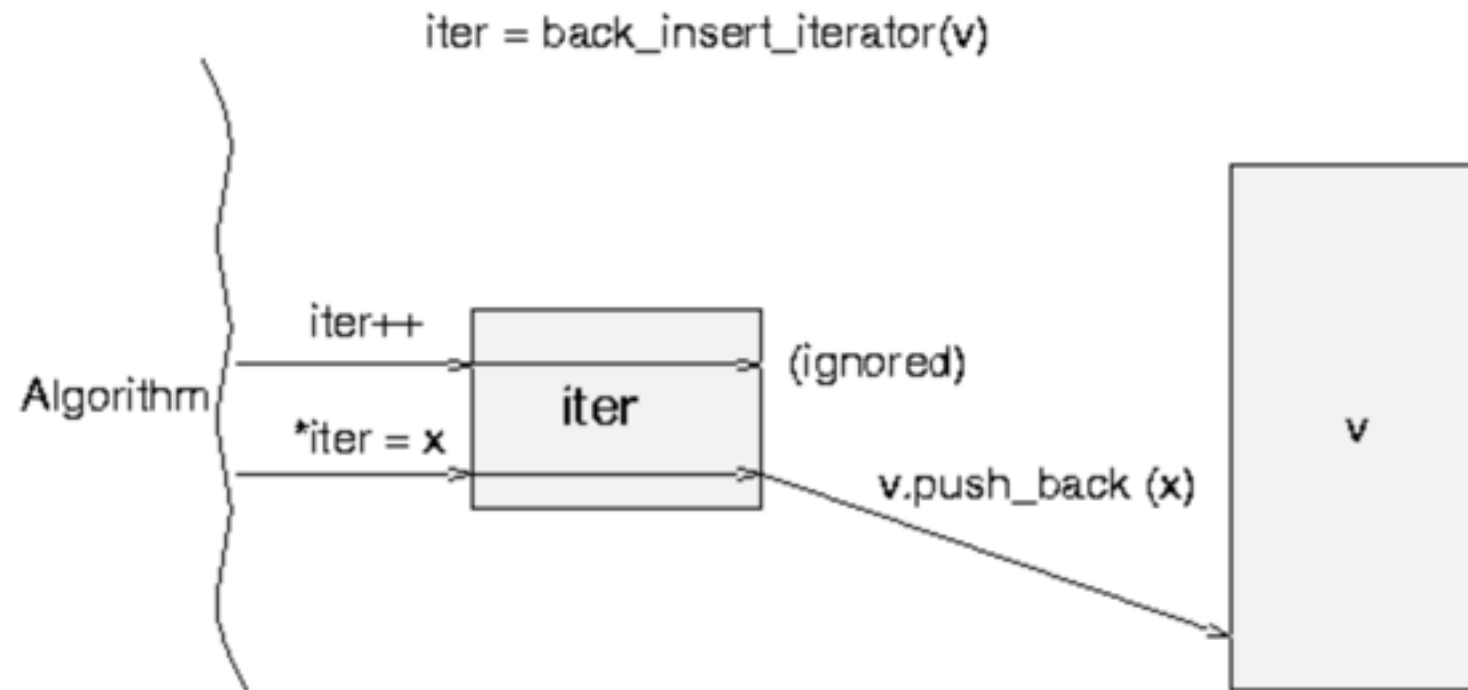 iter = back_insert_iterator(v)
iter++
(ignored)
Algorithm
iter
*iter = x
v
v.push_back (x)